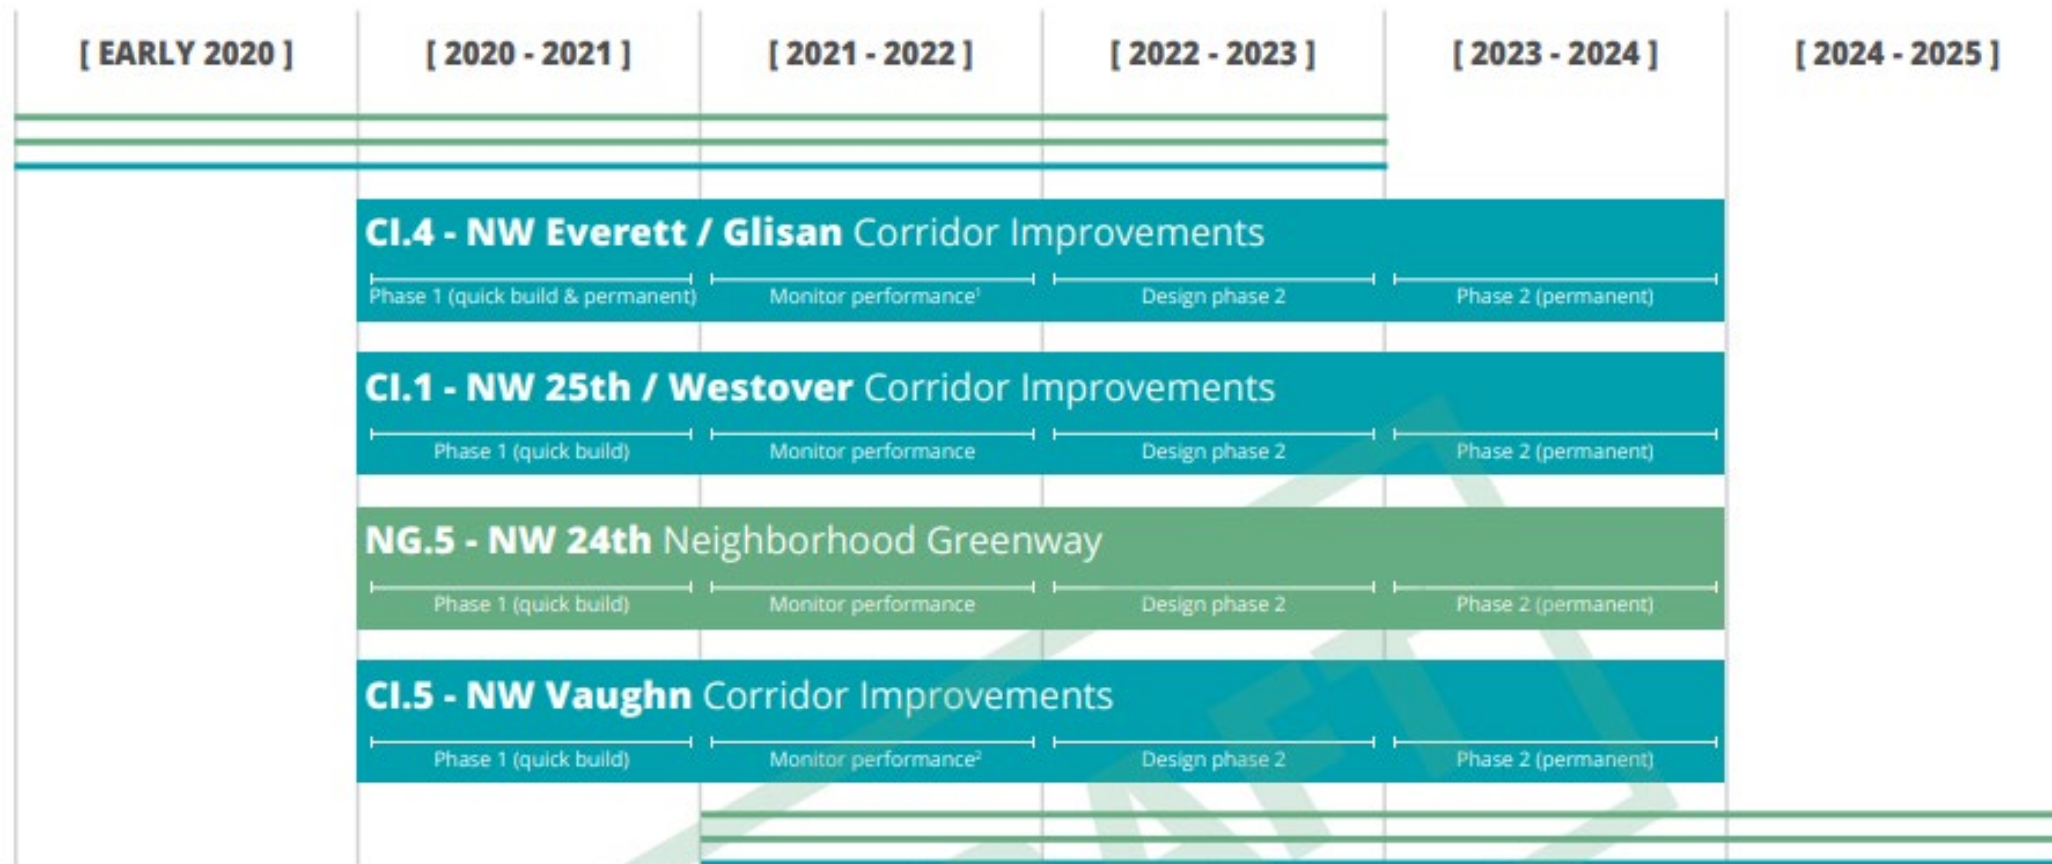 [ EARLY 2020 ] [ 2020 - 2021 ] [ 2021 - 2022 ] [ 2022 - 2023 ] [ 2023 - 2024 ] [ 2024 - 2025 ]
CI.4 - NW Everett / Glisan Corridor Improvements
Phase 1 (quick build & permanent) Monitor performance¹ Design phase 2 Phase 2 (permanent)
CI.1 - NW 25th / Westover Corridor Improvements
Phase 1 (quick build) Monitor performance Design phase 2 Phase 2 (permanent)
NG.5 - NW 24th Neighborhood Greenway
Phase 1 (quick build) Monitor performance Design phase 2 Phase 2 (permanent)
CI.5 - NW Vaughn Corridor Improvements
Phase 1 (quick build) Monitor performance² Design phase 2 Phase 2 (permanent)